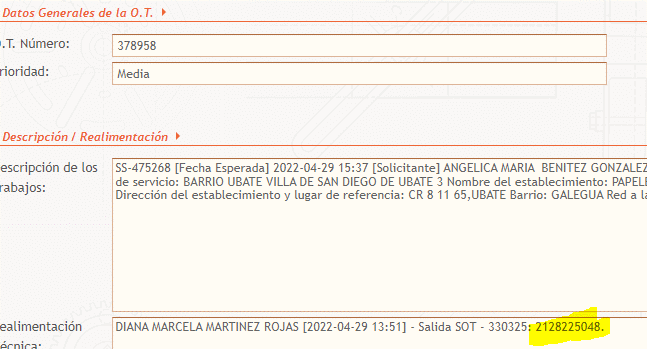 Datos Generales de la O.T.
.T. Número:
378958
rioridad:
Media
Descripción / Realimentación
escripción de los
rabajos:
SS-475268 [Fecha Esperada] 2022-04-29 15:37 [Solicitante] ANGELICA MARIA BENITEZ GONZALEZ
de servicio: BARRIO UBATE VILLA DE SAN DIEGO DE UBATE 3 Nombre del establecimiento: PAPEL
Dirección del establecimiento y lugar de referencia: CR 8 11 65,UBATE Barrio: GALEGUA Red a la
ealimentación
écnica:
DIANA MARCELA MARTINEZ ROJAS [2022-04-29 13:51] - Salida SOT - 330325: 2128225048.